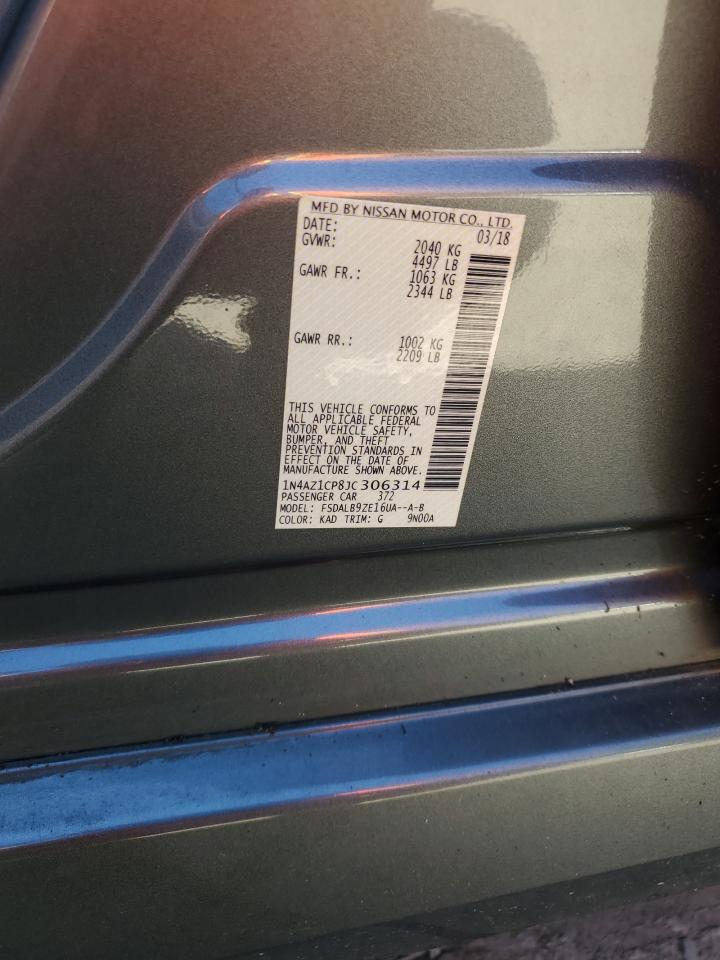 MFD BY NISSAN MOTOR CO., LTD.
DATE: 03/18
GVWR: 2040 KG
4497 LB
GAWR FR.: 1063 KG
2344 LB
GAWR RR.: 1002 KG
2209 LB
THIS VEHICLE CONFORMS TO
ALL APPLICABLE FEDERAL
MOTOR VEHICLE SAFETY,
BUMPER, AND THEFT
PREVENTION STANDARDS IN
EFFECT ON THE DATE OF
MANUFACTURE SHOWN ABOVE.
1N4AZ1CP8JC306314
PASSENGER CAR 372
MODEL: FSDALB9ZE16UA--A-B
COLOR: KAD TRIM: G 9N00A